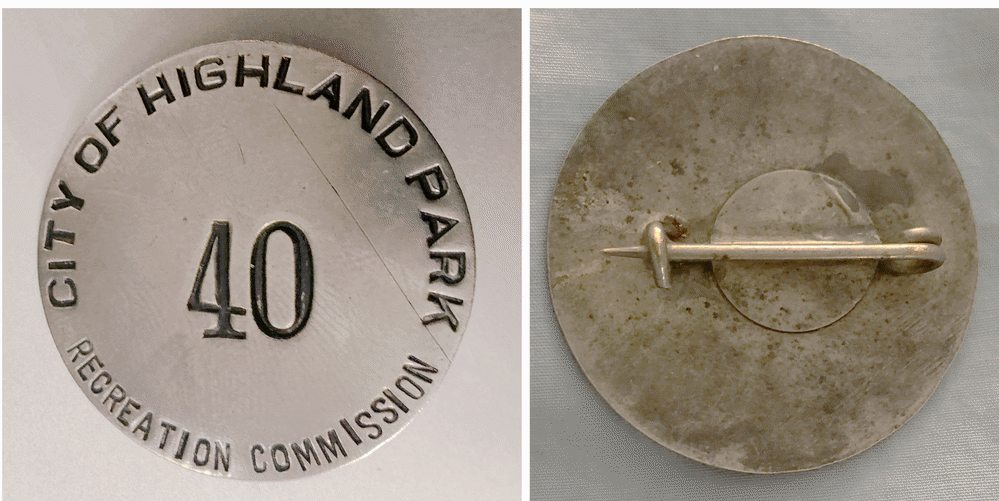 CITY OF HIGHLAND PARK
40
RECREATION COMMISSION